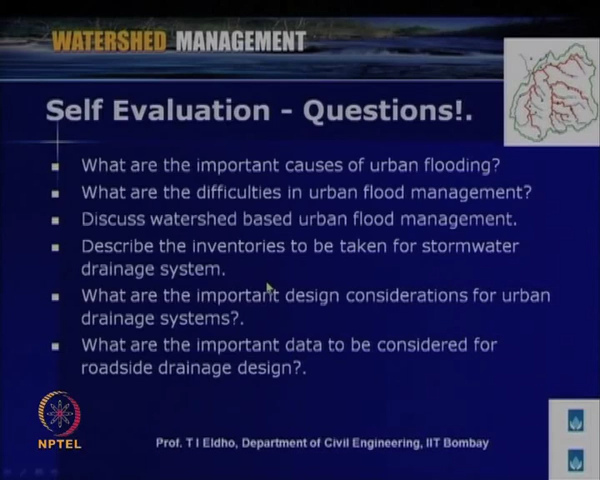 WATERSHED MANAGEMENT
Self Evaluation - Questions!.
What are the important causes of urban flooding?
What are the difficulties in urban flood management?
Discuss watershed based urban flood management.
Describe the inventories to be taken for stormwater
drainage system.
What are the important design considerations for urban
drainage systems?.
What are the important data to be considered for
roadside drainage design?.
NPTEL
Prof. T I Eldho, Department of Civil Engineering, IIT Bombay